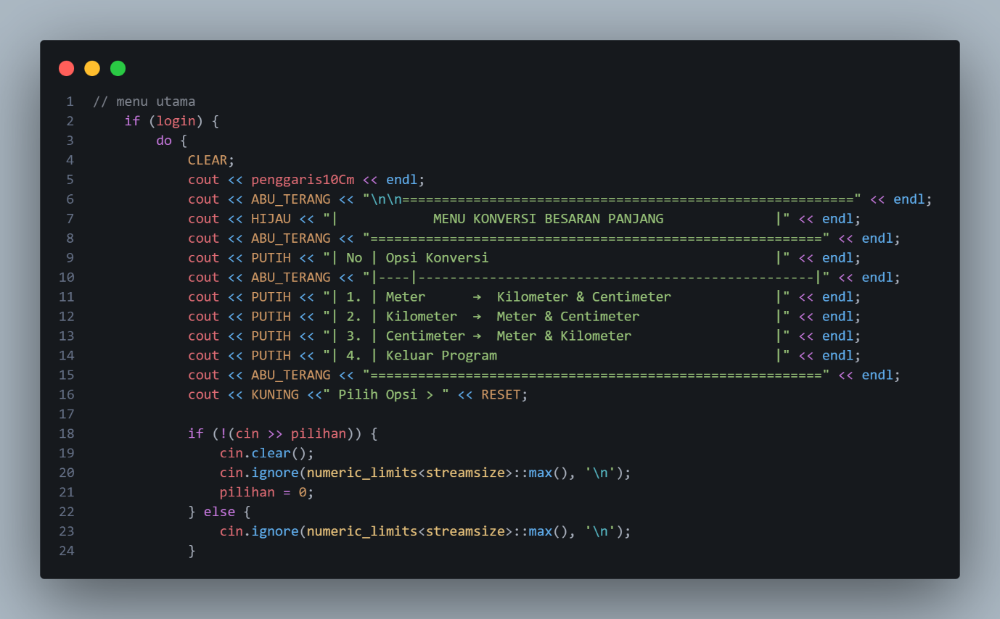 1 // menu utama
2     if (login) {
3         do {
4             CLEAR;
5             cout << penggaris10Cm << endl;
6             cout << ABU_TERANG << "\n\n=========================================================" << endl;
7             cout << HIJAU << "|            MENU KONVERSI BESARAN PANJANG              |" << endl;
8             cout << ABU_TERANG << "=========================================================" << endl;
9             cout << PUTIH << "| No | Opsi Konversi                                    |" << endl;
10             cout << ABU_TERANG << "|----|--------------------------------------------------|" << endl;
11             cout << PUTIH << "| 1. | Meter      →  Kilometer & Centimeter             |" << endl;
12             cout << PUTIH << "| 2. | Kilometer  →  Meter & Centimeter                 |" << endl;
13             cout << PUTIH << "| 3. | Centimeter →  Meter & Kilometer                  |" << endl;
14             cout << PUTIH << "| 4. | Keluar Program                                   |" << endl;
15             cout << ABU_TERANG << "=========================================================" << endl;
16             cout << KUNING <<" Pilih Opsi > " << RESET;
17
18             if (!(cin >> pilihan)) {
19                 cin.clear();
20                 cin.ignore(numeric_limits<streamsize>::max(), '\n');
21                 pilihan = 0;
22             } else {
23                 cin.ignore(numeric_limits<streamsize>::max(), '\n');
24             }